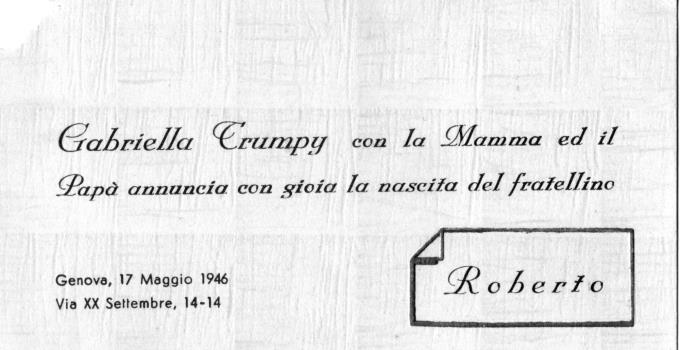 Gabriella Trumpy con la Mamma ed il
Papà annuncia con gioia la nascita del fratellino
Roberto
Genova, 17 Maggio 1946
Via XX Settembre, 14-14